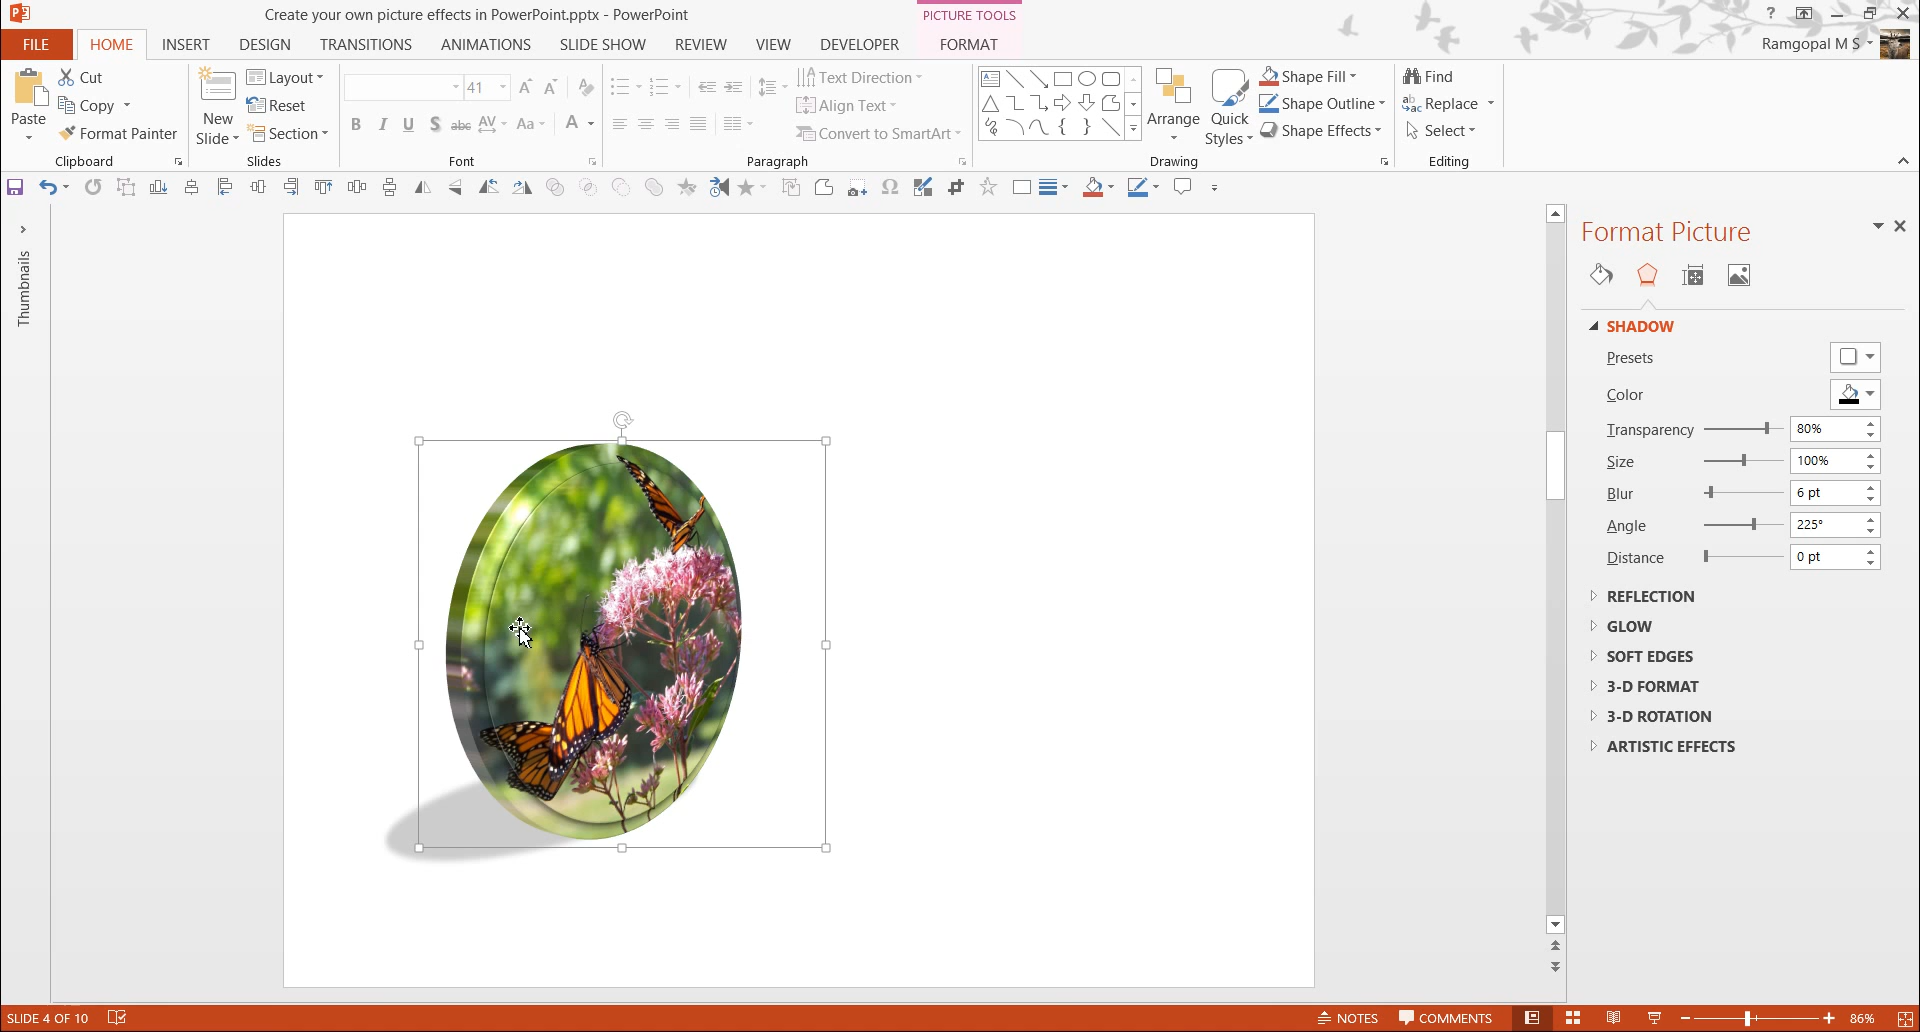 Create your own picture effects in PowerPoint.pptx - PowerPoint
PICTURE TOOLS
?
FILE HOME INSERT DESIGN TRANSITIONS ANIMATIONS SLIDE SHOW REVIEW VIEW DEVELOPER FORMAT
Ramgopal M S
Paste
Cut
Copy
Format Painter
Clipboard
New
Slide
Layout
Reset
Section
Slides
41
B I U S abc AV Aa A
Font
Text Direction
Align Text
Convert to SmartArt
Paragraph
Arrange
Quick
Styles
Shape Fill
Shape Outline
Shape Effects
Drawing
Find
Replace
Select
Editing
Thumbnails
Format Picture
SHADOW
Presets
Color
Transparency 80%
Size 100%
Blur 6 pt
Angle 225°
Distance 0 pt
REFLECTION
GLOW
SOFT EDGES
3-D FORMAT
3-D ROTATION
ARTISTIC EFFECTS
SLIDE 4 OF 10
NOTES COMMENTS 86%